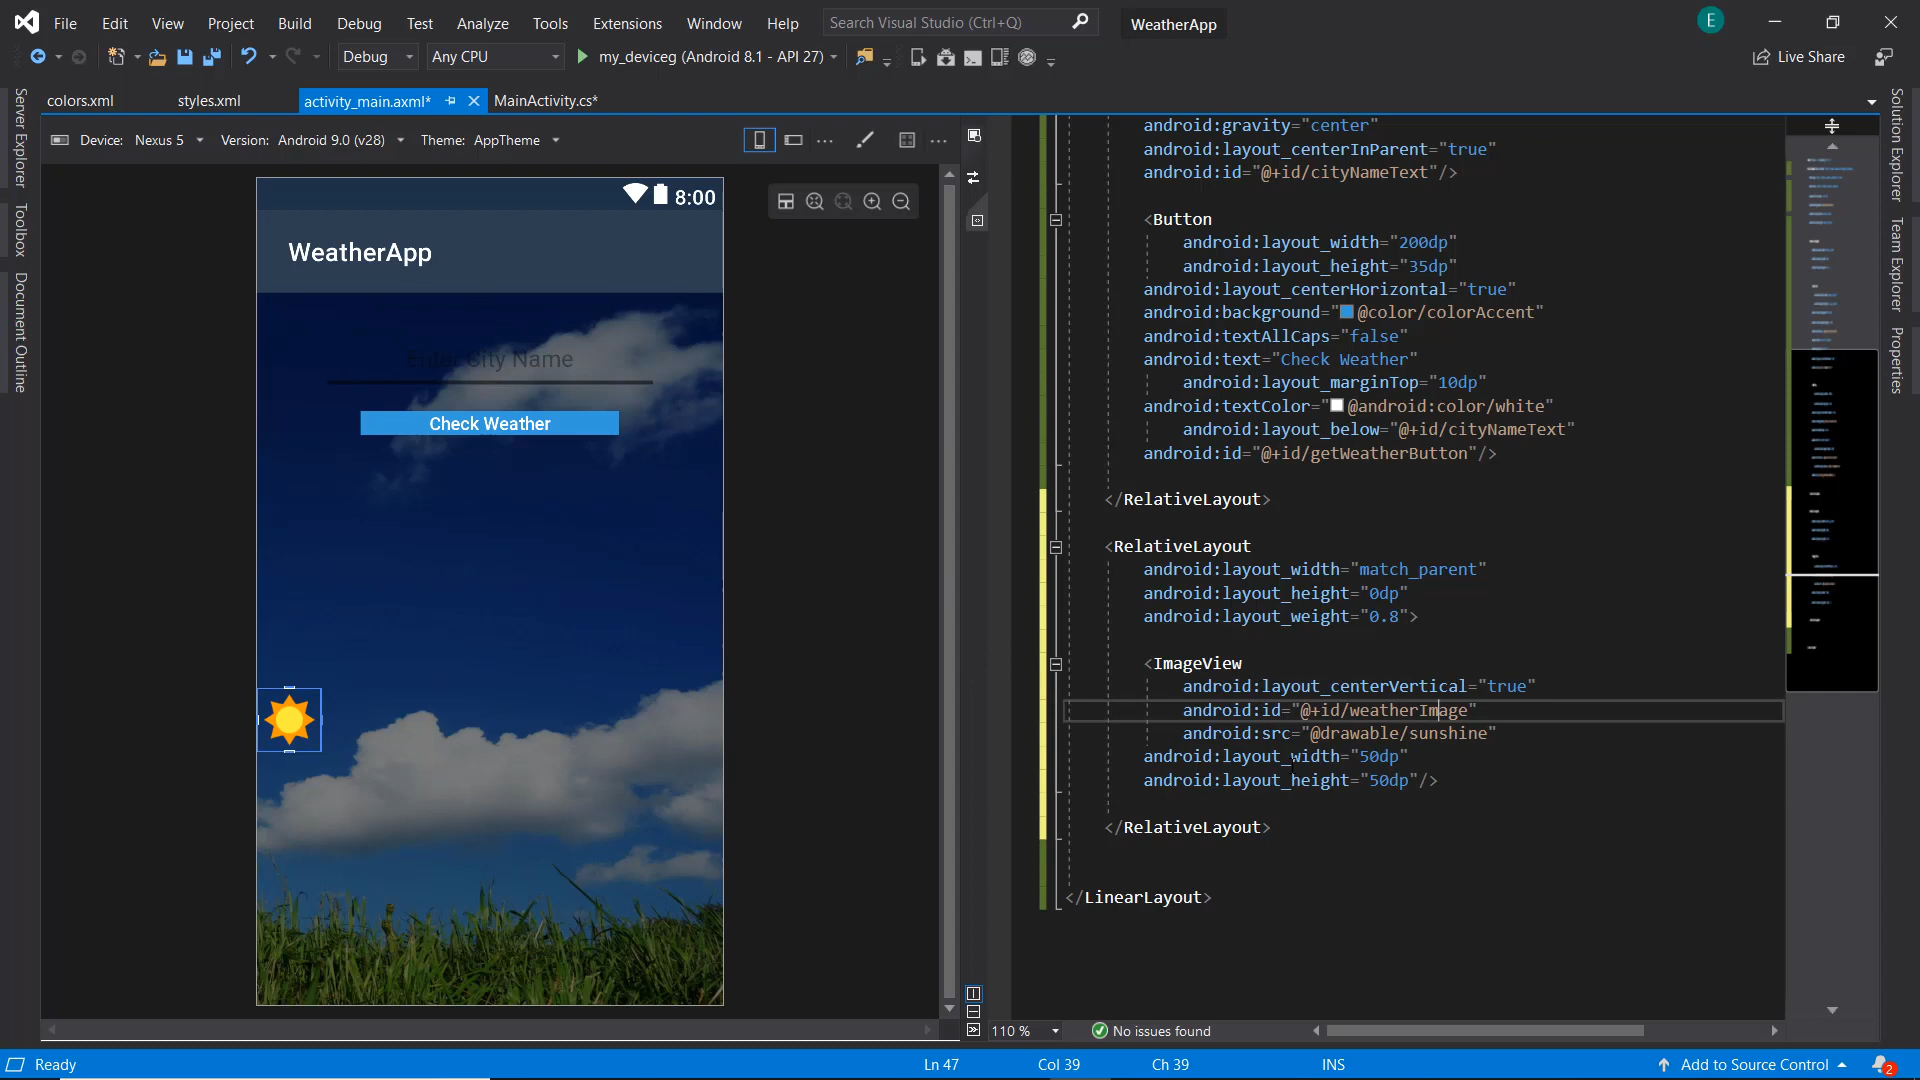 File Edit View Project Build Debug Test Analyze Tools Extensions Window Help Search Visual Studio (Ctrl+Q) WeatherApp E
Debug Any CPU my_deviceg (Android 8.1 - API 27) Live Share
colors.xml styles.xml activity_main.axml* MainActivity.cs*
Server Explorer
Toolbox
Document Outline
Device: Nexus 5 Version: Android 9.0 (v28) Theme: AppTheme
8:00
WeatherApp
Enter City Name
Check Weather
android:gravity="center"
android:layout_centerInParent="true"
android:id="@+id/cityNameText"/>
<Button
android:layout_width="200dp"
android:layout_height="35dp"
android:layout_centerHorizontal="true"
android:background="@color/colorAccent"
android:textAllCaps="false"
android:text="Check Weather"
android:layout_marginTop="10dp"
android:textColor="@android:color/white"
android:layout_below="@+id/cityNameText"
android:id="@+id/getWeatherButton"/>
</RelativeLayout>
<RelativeLayout
android:layout_width="match_parent"
android:layout_height="0dp"
android:layout_weight="0.8">
<ImageView
android:layout_centerVertical="true"
android:id="@+id/weatherImage"
android:src="@drawable/sunshine"
android:layout_width="50dp"
android:layout_height="50dp"/>
</RelativeLayout>
</LinearLayout>
Solution Explorer
Team Explorer
Properties
110 % No issues found
Ready Ln 47 Col 39 Ch 39 INS Add to Source Control 2